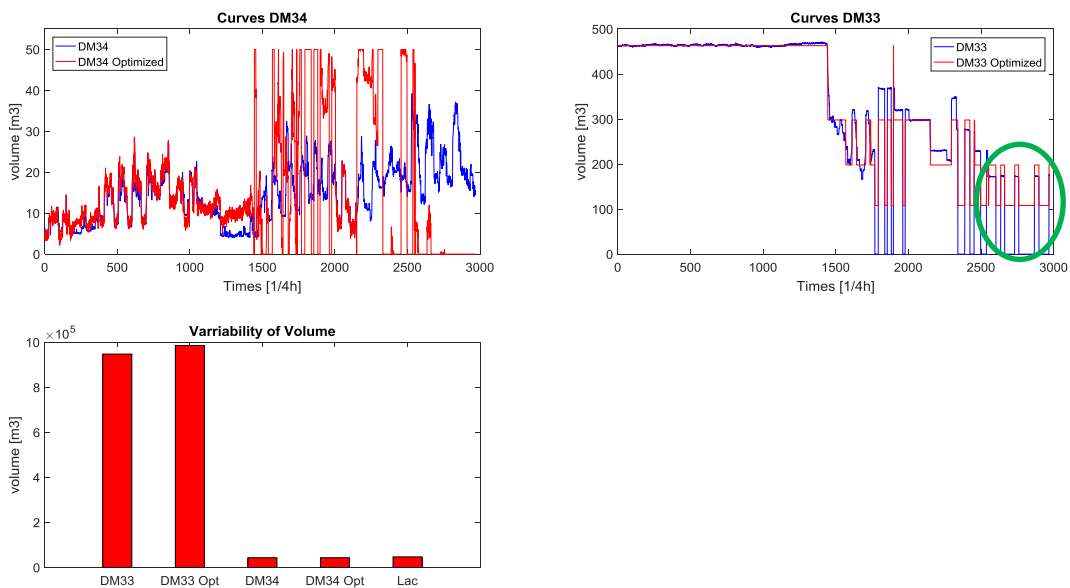 Curves DM34
volume [m3]
50
40
30
20
10
0
DM34
DM34 Optimized
0 500 1000 1500 2000 2500 3000
Times [1/4h]
Curves DM33
volume [m3]
500
400
300
200
100
0
DM33
DM33 Optimized
0 500 1000 1500 2000 2500 3000
Times [1/4h]
Varriability of Volume
×10^5
volume [m3]
10
8
6
4
2
0
DM33 DM33 Opt DM34 DM34 Opt Lac